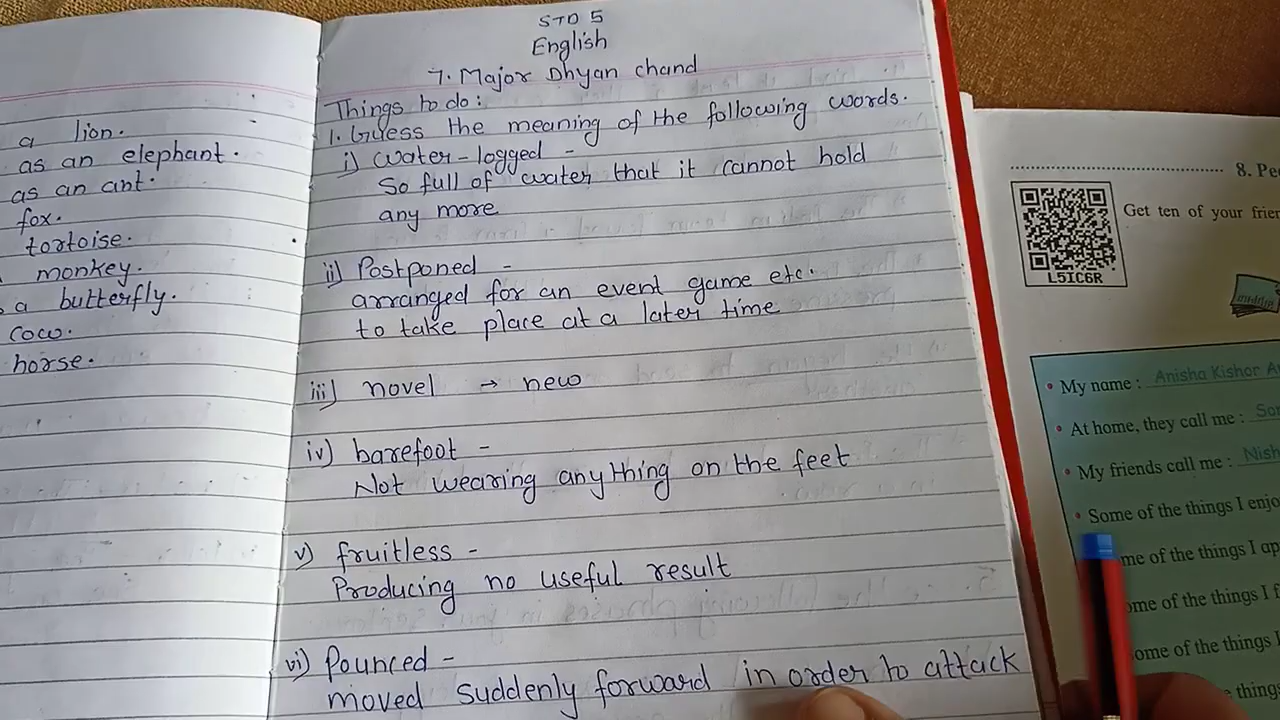 a lion.
as an elephant.
as an ant.
fox.
tortoise.
monkey.
a butterfly.
cow.
horse.
STD 5
English
7. Major Dhyan chand
Things to do:
1. Guess the meaning of the following words.
i) water-logged -
So full of water that it cannot hold
any more
ii) Postponed -
arranged for an event game etc.
to take place at a later time
iii) novel → new
iv) barefoot -
Not wearing anything on the feet
v) fruitless -
Producing no useful result
vi) Pounced -
moved suddenly forward in order to attack
8.
Get ten of your
L5IC6R
My name : Anisha Kishor
At home, they call me :
My friends call me :
Some of the things I
me of the things I
ome of the things I
ome of the things